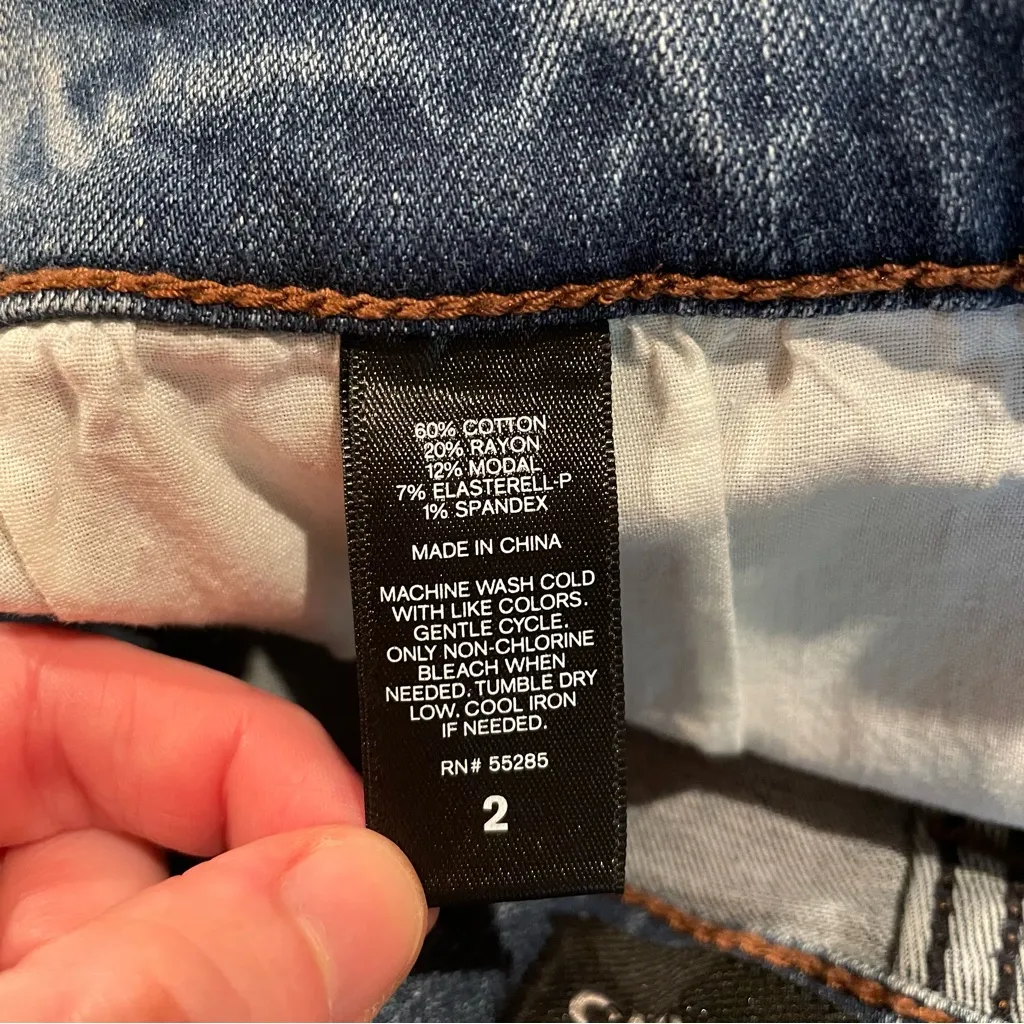 60% COTTON
20% RAYON
12% MODAL
7% ELASTERELL-P
1% SPANDEX
MADE IN CHINA
MACHINE WASH COLD
WITH LIKE COLORS.
GENTLE CYCLE.
ONLY NON-CHLORINE
BLEACH WHEN
NEEDED. TUMBLE DRY
LOW. COOL IRON
IF NEEDED.
RN# 55285
2